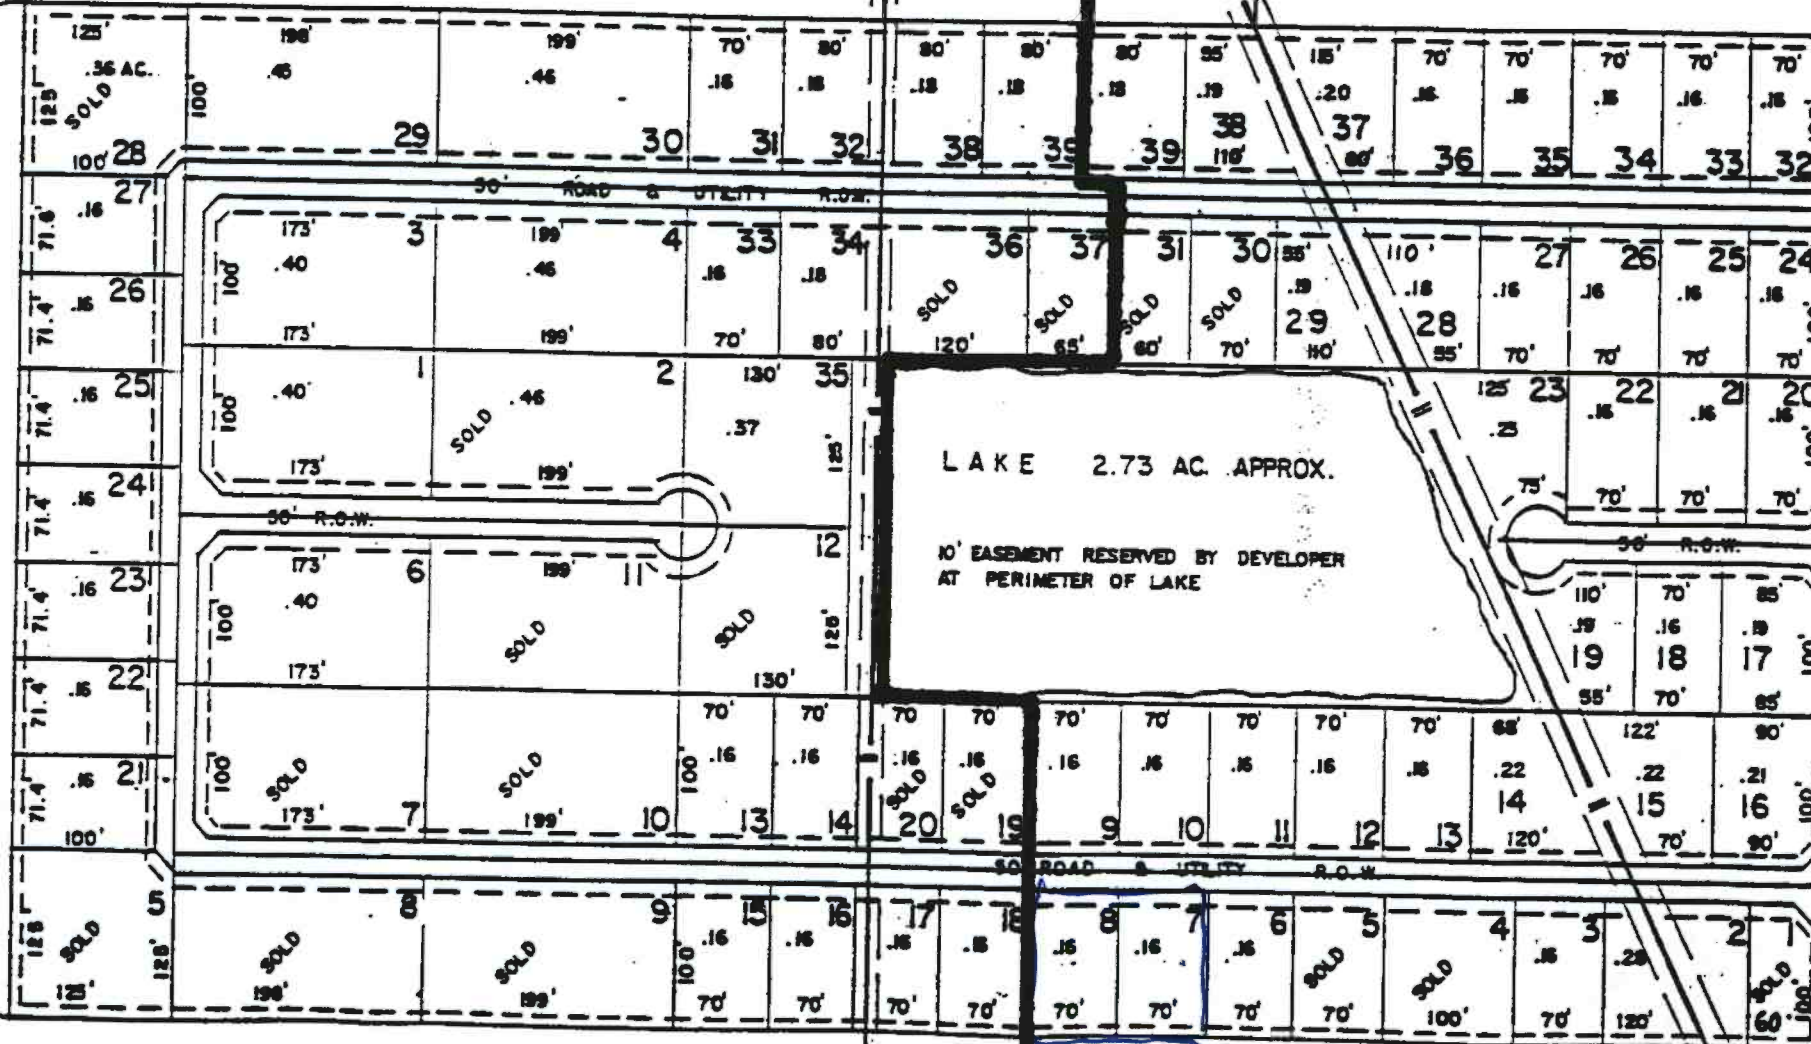 125' 198' 199' 70' 80' 80' 80' 80' 55' 115' 70' 70' 70' 70' 70'
.36 AC. .45 .46 .16 .18 .18 .18 .18 .19 .20 .16 .16 .16 .16 .16
125' SOLD 100'
100' 28 29 30 31 32 38 39 39 38 37 36 35 34 33 32
110' 80'
50' ROAD & UTILITY R.O.W.
27 .16 71.6'
173' 3 199' 4 33 34 36 37 31 30 55' 110' 27 26 25 24
100' .40 .46 .16 .18 SOLD SOLD SOLD SOLD .19 .18 .16 .16 .16 .16
26 .16 71.4'
29 28
173' 199' 70' 80' 120' 65' 60' 70' 110' 55' 70' 70' 70' 70'
25 .16 71.4'
1 2 130' 35 125' 23 22 21 20
100' .40 SOLD .46 .37 125' .25 .16 .16 .16
LAKE 2.73 AC. APPROX.
173' 199' 75' 70' 70' 70'
24 .16 71.4'
50' R.O.W.
12
50' R.O.W.
10' EASEMENT RESERVED BY DEVELOPER
AT PERIMETER OF LAKE
23 .16 71.4'
173' 6 199' 11 110' 70' 85'
100' .40 SOLD SOLD 125' .19 .16 .19
19 18 17 100'
22 .16 71.4'
173' 130' 55' 70' 85'
70' 70' 70 70' 70' 70' 70' 70' 70' 68' 122' 90'
100' SOLD SOLD 100' .16 .16 .16 .16 .16 .16 .16 .16 .16 .22 .22 .21
SOLD SOLD
21 .16 71.4'
14 15 16 100'
173' 7 199' 10 13 14 20 19 9 10 11 12 13 120' 70' 90'
100'
50' ROAD & UTILITY R.O.W.
5 8 9 15 16 17 18 8 7 6 5 4 3 2
125 SOLD 125' SOLD SOLD 100' .16 .16 .16 .16 .16 .16 .16 SOLD SOLD .16 SOLD 100'
125' 198' 199' 70' 70' 70' 70' 70' 70' 70' 70' 100' 70' 120' 60'